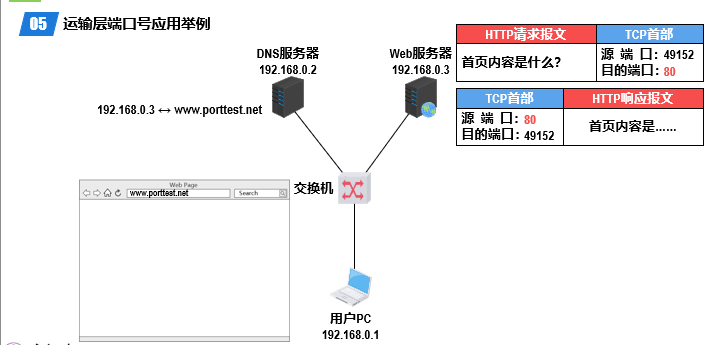 05 运输层端口号应用举例
DNS服务器
192.168.0.2
Web服务器
192.168.0.3
192.168.0.3 ↔ www.porttest.net
HTTP请求报文 TCP首部
首页内容是什么？
源 端 口：49152
目的端口：80
TCP首部 HTTP响应报文
源 端 口：80
目的端口：49152
首页内容是……
交换机
Web Page
www.porttest.net
Search
用户PC
192.168.0.1